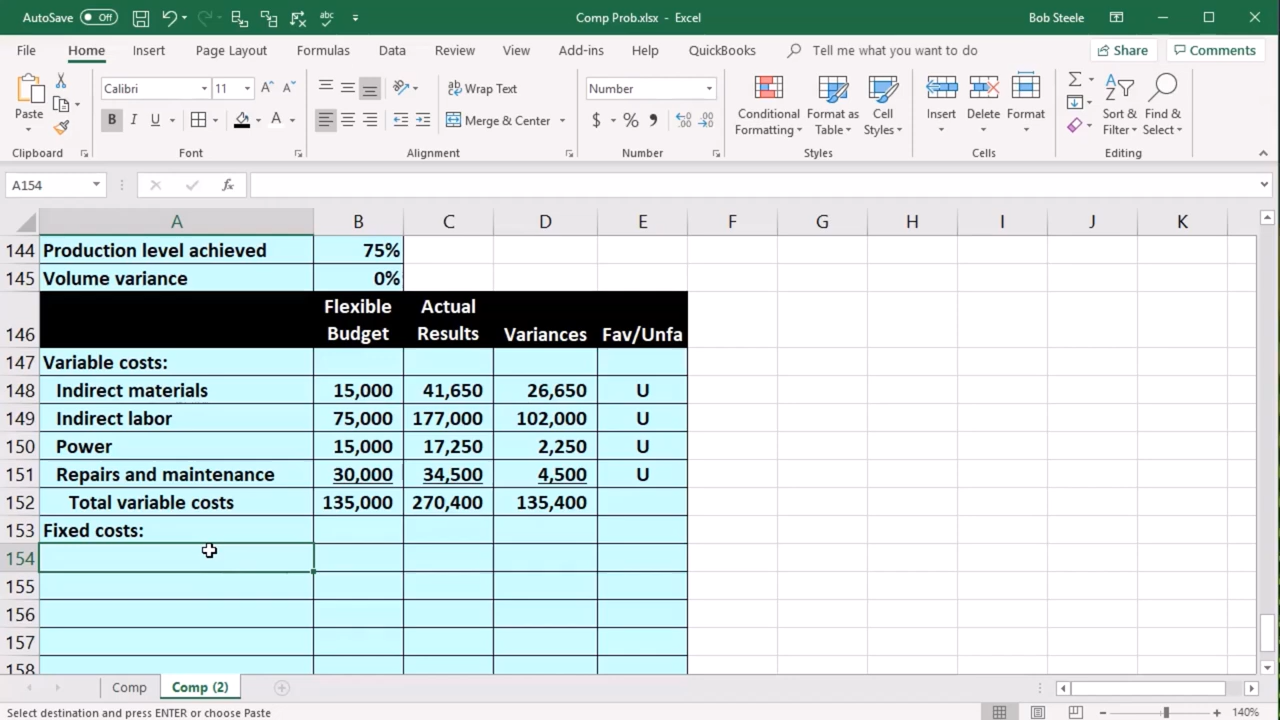 AutoSave Off abc Comp Prob.xlsx - Excel Bob Steele
File Home Insert Page Layout Formulas Data Review View Add-ins Help QuickBooks Tell me what you want to do Share Comments
Paste Calibri 11 A A B I U A ab Wrap Text Merge & Center Number $ % , Conditional Formatting Format as Table Cell Styles Insert Delete Format Sort & Filter Find & Select
Clipboard Font Alignment Number Styles Cells Editing
A154 fx
A B C D E F G H I J K
144 Production level achieved 75%
145 Volume variance 0%
146 Flexible Budget Actual Results Variances Fav/Unfa
147 Variable costs:
148 Indirect materials 15,000 41,650 26,650 U
149 Indirect labor 75,000 177,000 102,000 U
150 Power 15,000 17,250 2,250 U
151 Repairs and maintenance 30,000 34,500 4,500 U
152 Total variable costs 135,000 270,400 135,400
153 Fixed costs:
154
155
156
157
158
Comp Comp (2)
Select destination and press ENTER or choose Paste 140%